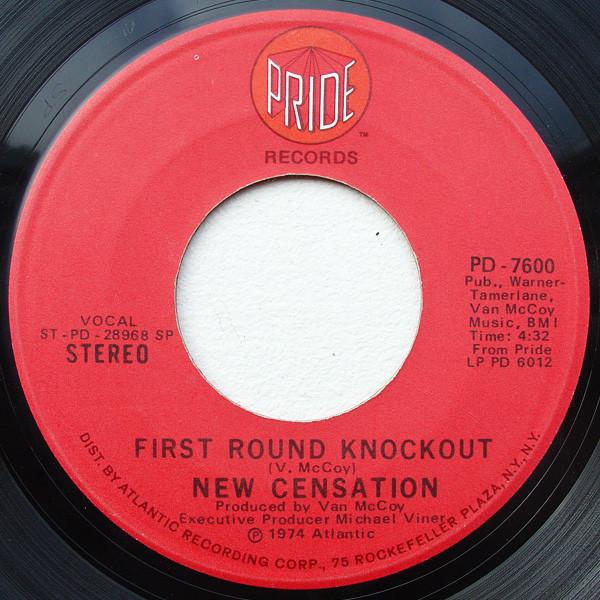 PRIDE
™
RECORDS
PD - 7600
Pub., Warner-
Tamerlane,
Van McCoy
Music, BMI
Time: 4:32
From Pride
LP PD 6012
VOCAL
ST - PD - 28968 SP
STEREO
FIRST ROUND KNOCKOUT
(V. McCoy)
NEW CENSATION
Produced by Van McCoy
Executive Producer Michael Viner
℗ 1974 Atlantic
DIST. BY ATLANTIC RECORDING CORP., 75 ROCKEFELLER PLAZA, N.Y., N.Y.
SP